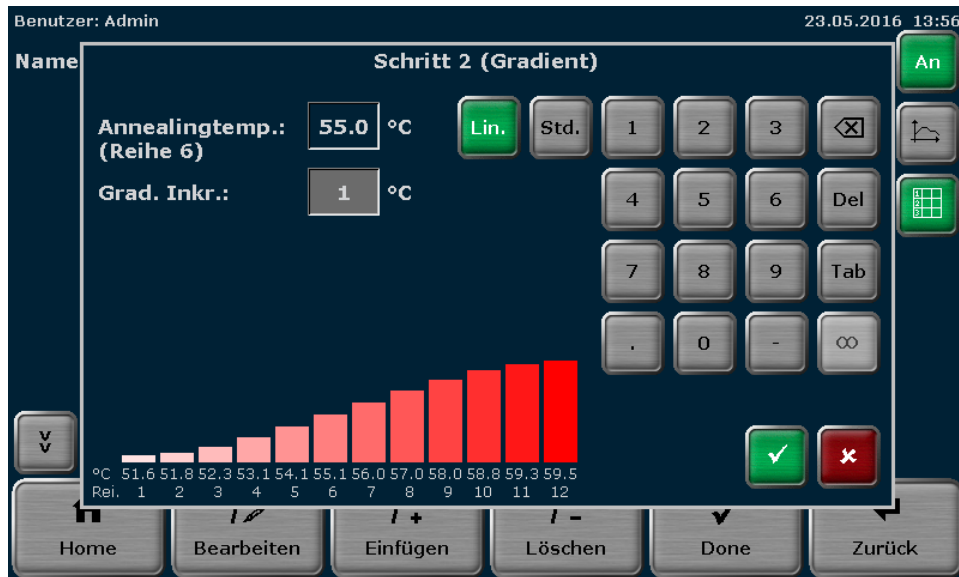 Benutzer: Admin 23.05.2016 13:56
Name
Schritt 2 (Gradient)
An
Annealingtemp.: 55.0 °C
(Reihe 6)
Grad. Inkr.: 1 °C
Lin. Std. 1 2 3
4 5 6 Del
7 8 9 Tab
. 0 - ∞
°C 51.6 51.8 52.3 53.1 54.1 55.1 56.0 57.0 58.0 58.8 59.3 59.5
Rei. 1 2 3 4 5 6 7 8 9 10 11 12
Home Bearbeiten Einfügen Löschen Done Zurück